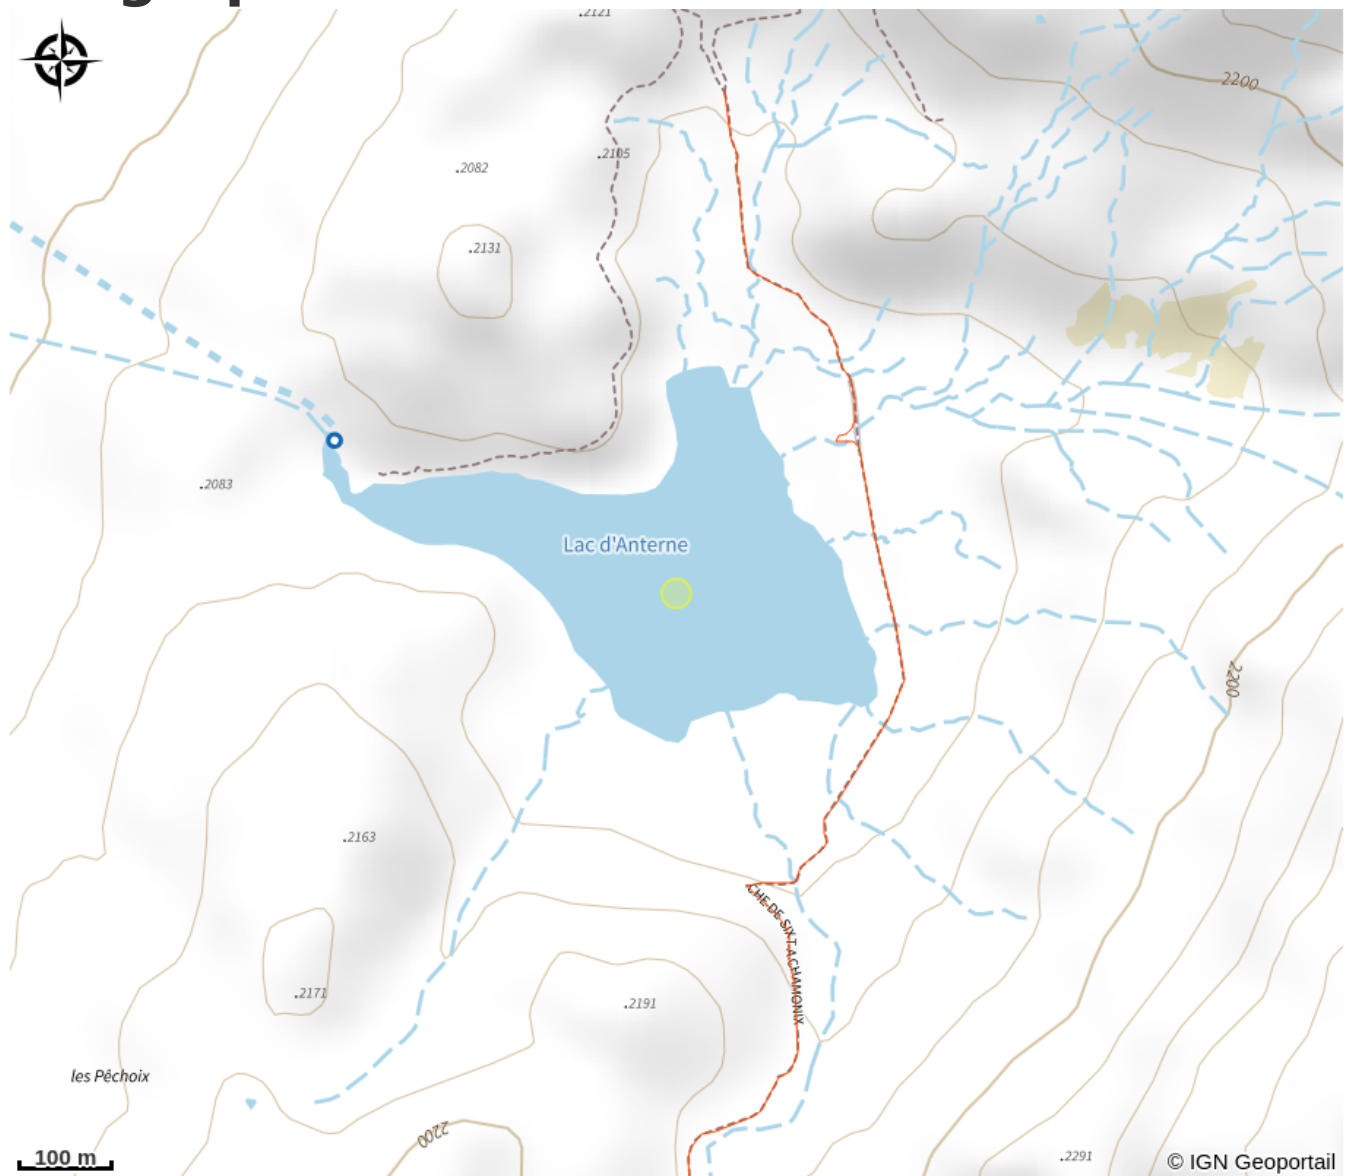 .2121
2200
.2105
.2082
.2131
.2083
Lac d'Anterne
2200
.2163
CHE DE SIXT A CHAMONIX
.2171
.2191
les Pêchoix
2200
.2291
100 m
© IGN Geoportail